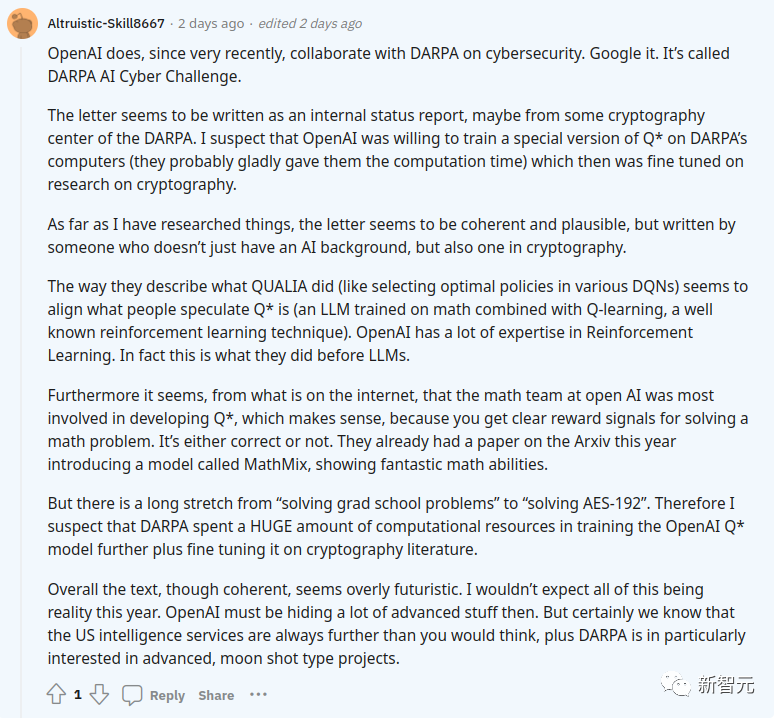 Altruistic-Skill8667 · 2 days ago · edited 2 days ago
OpenAI does, since very recently, collaborate with DARPA on cybersecurity. Google it. It’s called
DARPA AI Cyber Challenge.
The letter seems to be written as an internal status report, maybe from some cryptography
center of the DARPA. I suspect that OpenAI was willing to train a special version of Q* on DARPA’s
computers (they probably gladly gave them the computation time) which then was fine tuned on
research on cryptography.
As far as I have researched things, the letter seems to be coherent and plausible, but written by
someone who doesn’t just have an AI background, but also one in cryptography.
The way they describe what QUALIA did (like selecting optimal policies in various DQNs) seems to
align what people speculate Q* is (an LLM trained on math combined with Q-learning, a well
known reinforcement learning technique). OpenAI has a lot of expertise in Reinforcement
Learning. In fact this is what they did before LLMs.
Furthermore it seems, from what is on the internet, that the math team at open AI was most
involved in developing Q*, which makes sense, because you get clear reward signals for solving a
math problem. It’s either correct or not. They already had a paper on the Arxiv this year
introducing a model called MathMix, showing fantastic math abilities.
But there is a long stretch from “solving grad school problems” to “solving AES-192”. Therefore I
suspect that DARPA spent a HUGE amount of computational resources in training the OpenAI Q*
model further plus fine tuning it on cryptography literature.
Overall the text, though coherent, seems overly futuristic. I wouldn’t expect all of this being
reality this year. OpenAI must be hiding a lot of advanced stuff then. But certainly we know that
the US intelligence services are always further than you would think, plus DARPA is in particularly
interested in advanced, moon shot type projects.
1 Reply Share ···
新智元